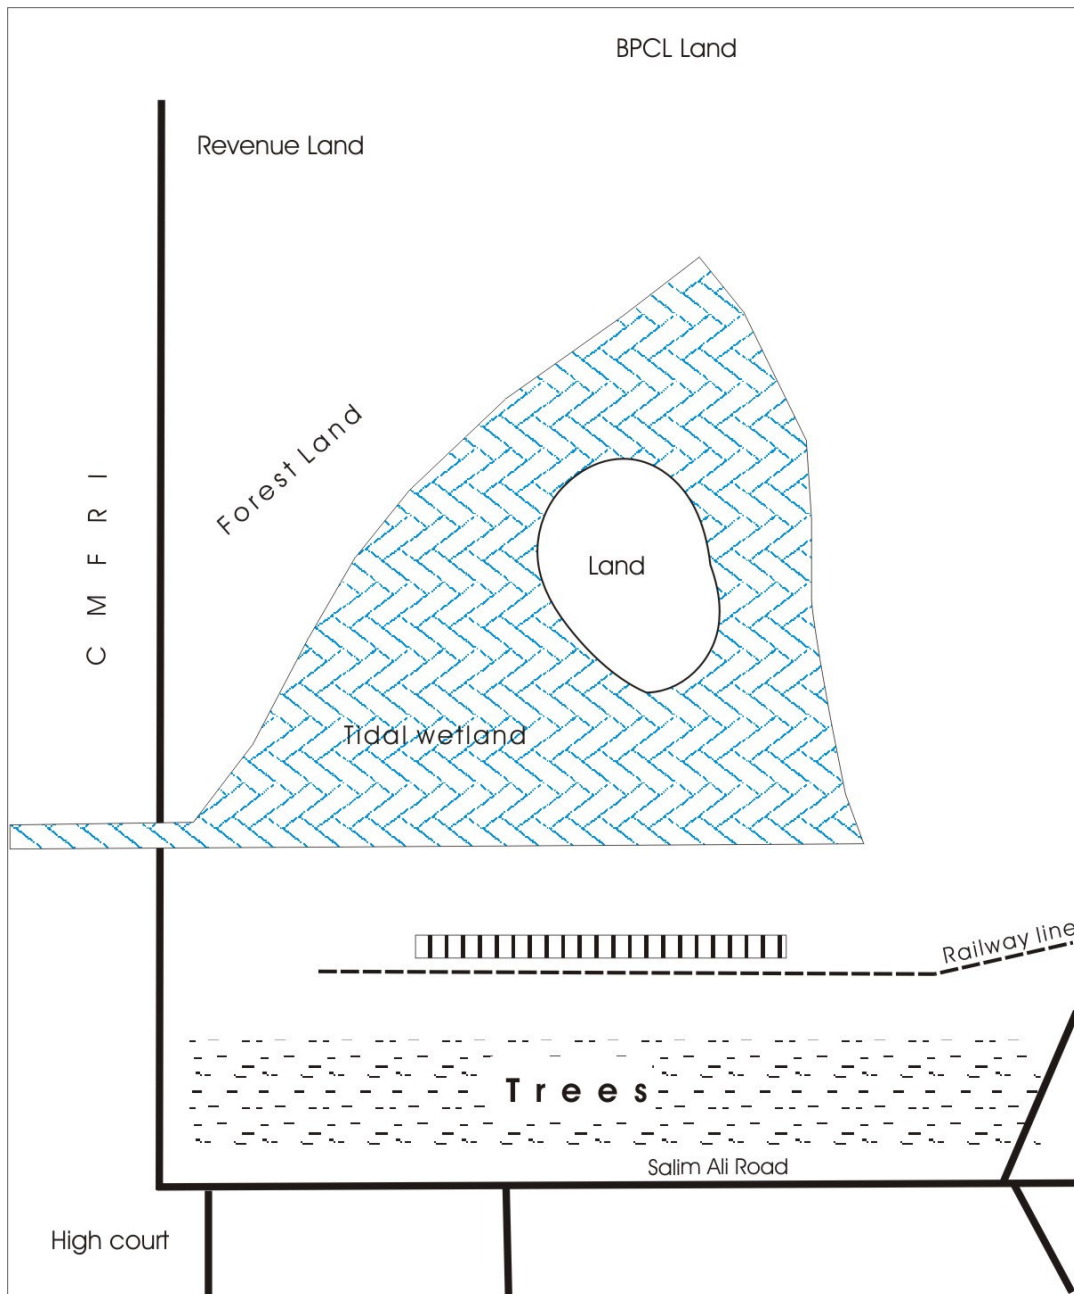 BPCL Land
Revenue Land
Forest Land
C M F R I
Land
Tidal wetland
Railway line
Trees
Salim Ali Road
High court